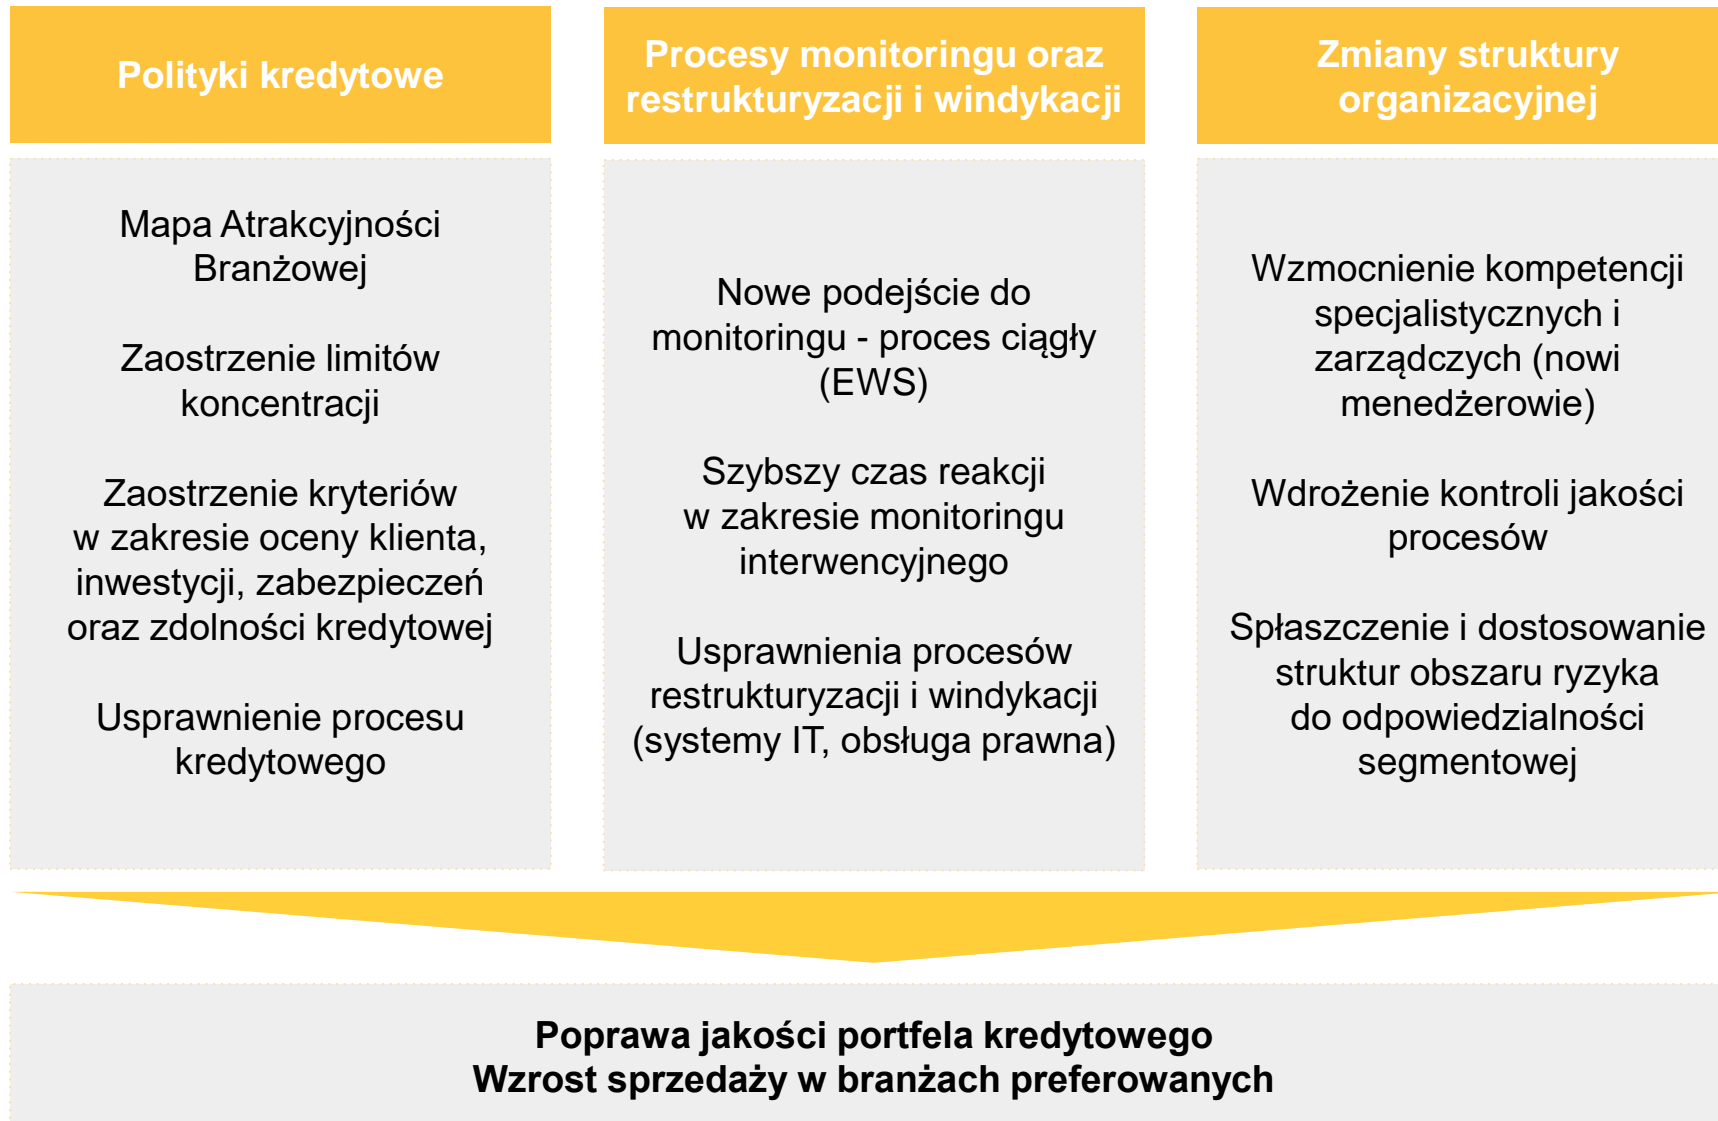 Polityki kredytowe
Mapa Atrakcyjności
Branżowej
Zaostrzenie limitów
koncentracji
Zaostrzenie kryteriów
w zakresie oceny klienta,
inwestycji, zabezpieczeń
oraz zdolności kredytowej
Usprawnienie procesu
kredytowego
Procesy monitoringu oraz
restrukturyzacji i windykacji
Nowe podejście do
monitoringu - proces ciągły
(EWS)
Szybszy czas reakcji
w zakresie monitoringu
interwencyjnego
Usprawnienia procesów
restrukturyzacji i windykacji
(systemy IT, obsługa prawna)
Zmiany struktury
organizacyjnej
Wzmocnienie kompetencji
specjalistycznych i
zarządczych (nowi
menedżerowie)
Wdrożenie kontroli jakości
procesów
Spłaszczenie i dostosowanie
struktur obszaru ryzyka
do odpowiedzialności
segmentowej
Poprawa jakości portfela kredytowego
Wzrost sprzedaży w branżach preferowanych